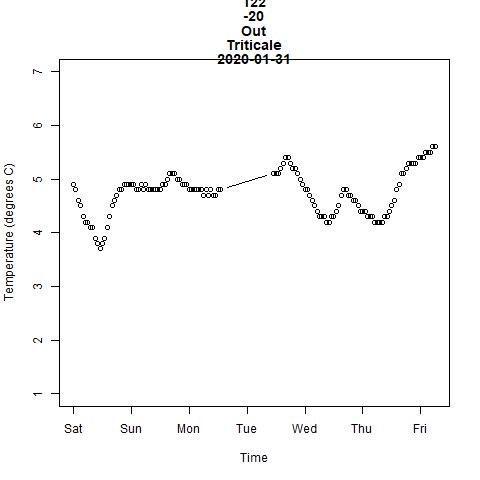 122
-20
Out
Triticale
2020-01-31
Temperature (degrees C)
7
6
5
4
3
2
1
Sat Sun Mon Tue Wed Thu Fri
Time